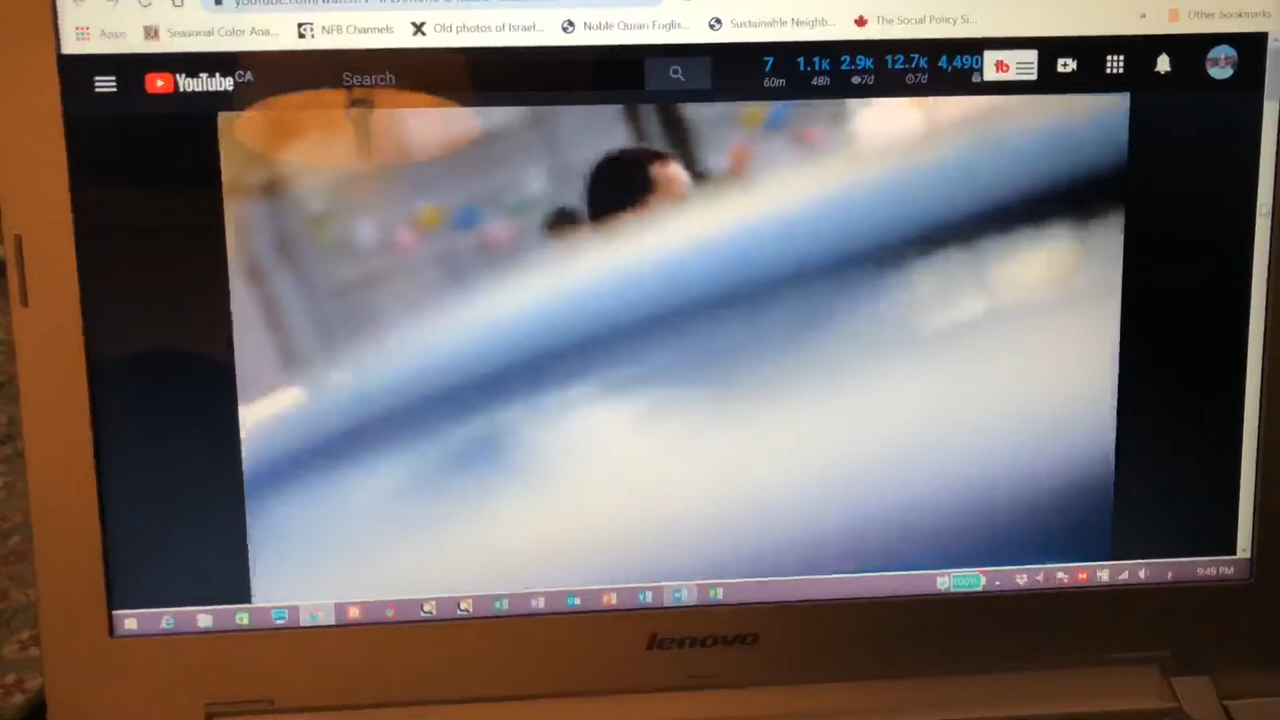 Apps Seasonal Color Ana... NFB Channels Old photos of Israel... Noble Quran Englis... Sustainable Neighb... The Social Policy Si... » Other bookmarks
YouTube CA Search 7 1.1K 2.9K 12.7K 4,490
60m 48h 7d 7d
100% 9:49 PM
lenovo